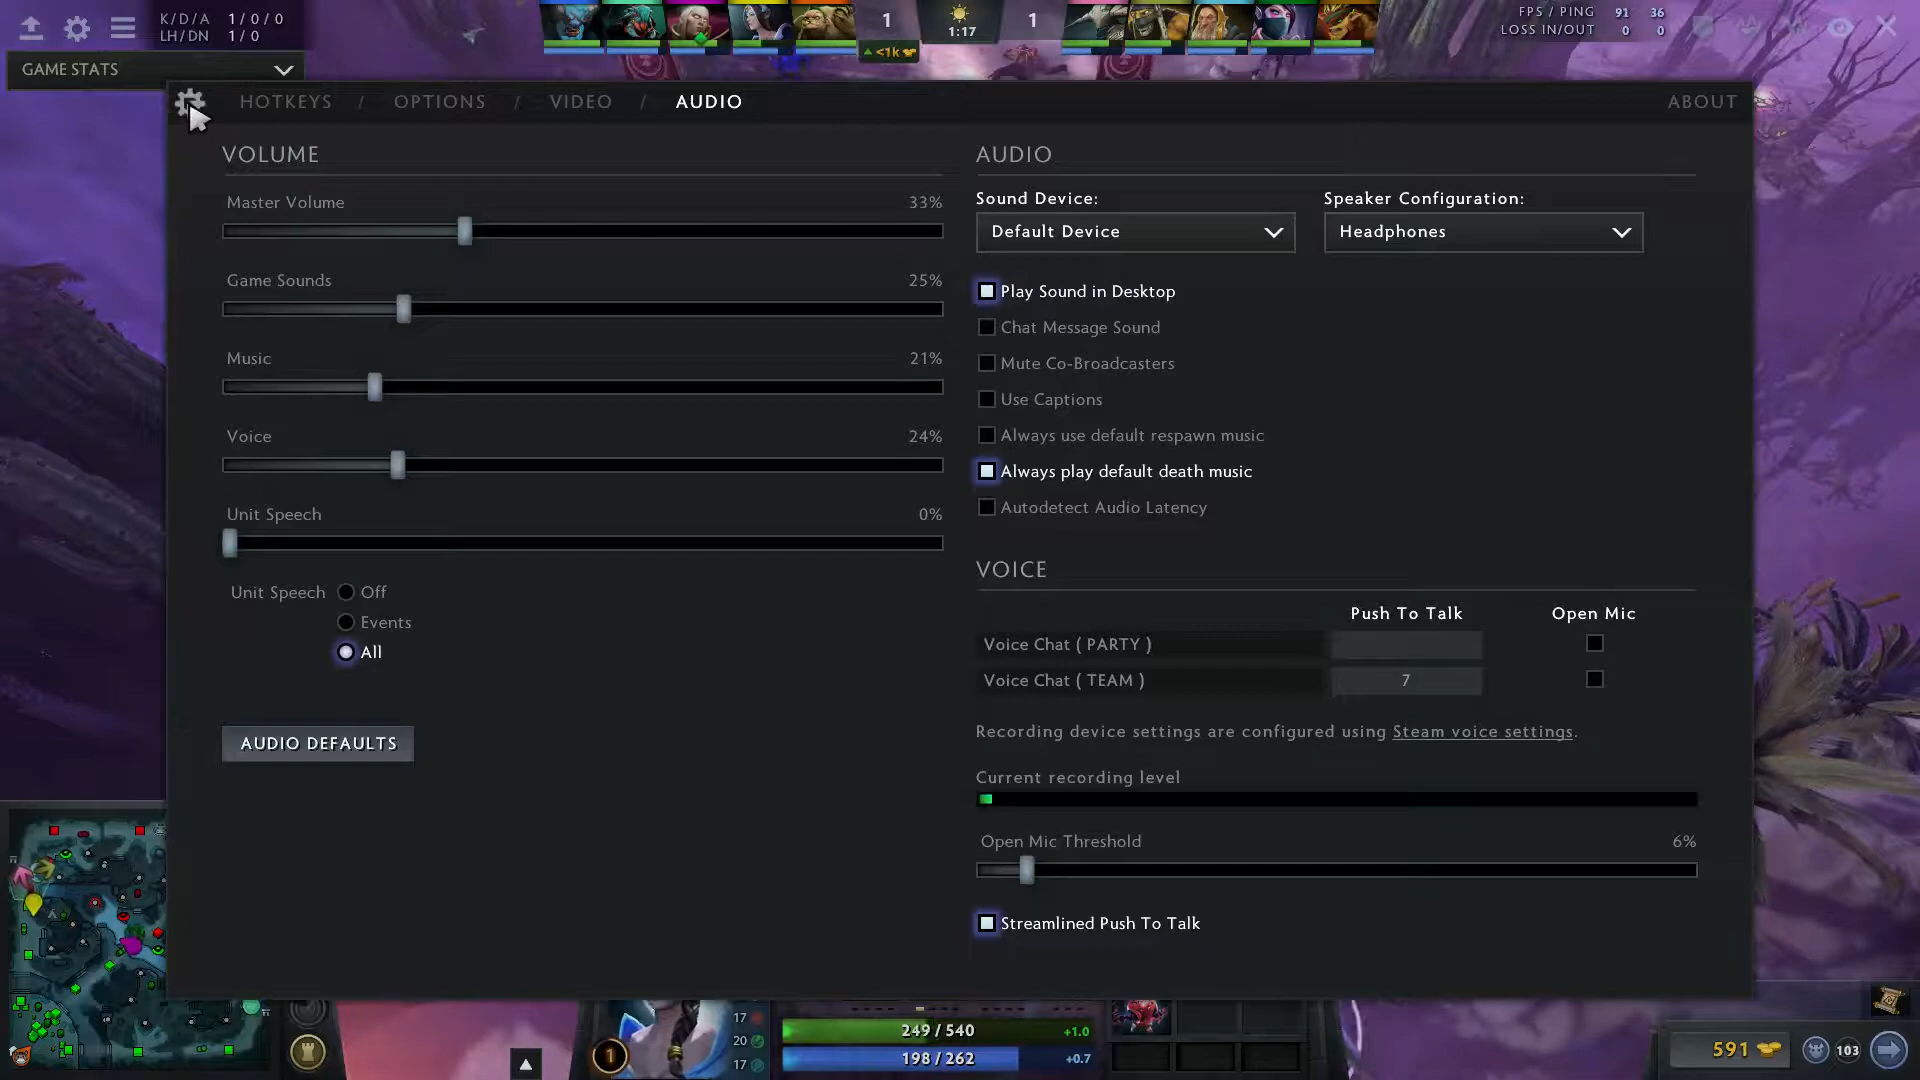 K/D/A 1 / 0 / 0
LH/DN 1 / 0
1
1:17
1
<1k
FPS / PING 91 36
LOSS IN/OUT 0 0
GAME STATS
HOTKEYS / OPTIONS / VIDEO / AUDIO
ABOUT
VOLUME
Master Volume 33%
Game Sounds 25%
Music 21%
Voice 24%
Unit Speech 0%
Unit Speech Off
Events
All
AUDIO DEFAULTS
AUDIO
Sound Device: Speaker Configuration:
Default Device Headphones
Play Sound in Desktop
Chat Message Sound
Mute Co-Broadcasters
Use Captions
Always use default respawn music
Always play default death music
Autodetect Audio Latency
VOICE
Push To Talk Open Mic
Voice Chat ( PARTY )
Voice Chat ( TEAM ) 7
Recording device settings are configured using Steam voice settings.
Current recording level
Open Mic Threshold 6%
Streamlined Push To Talk
17
20
17
1
249 / 540 +1.0
198 / 262 +0.7
591
103